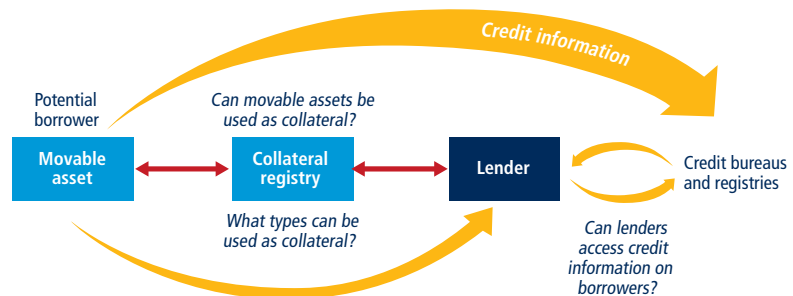 Credit information
Potential
borrower
Can movable assets be
used as collateral?
Movable
asset
Collateral
registry
Lender
Credit bureaus
and registries
What types can be
used as collateral?
Can lenders
access credit
information on
borrowers?